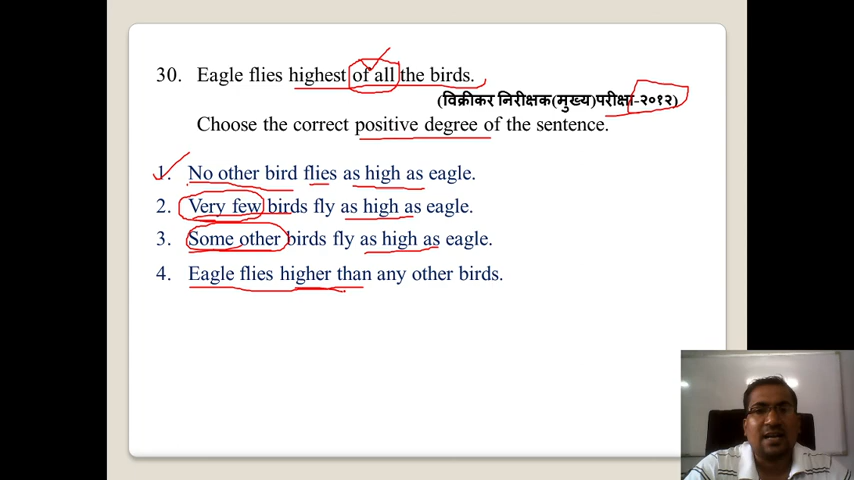 30. Eagle flies highest of all the birds.
(विक्रीकर निरीक्षक(मुख्य)परीक्षा-२०१२)
Choose the correct positive degree of the sentence.
1. No other bird flies as high as eagle.
2. Very few birds fly as high as eagle.
3. Some other birds fly as high as eagle.
4. Eagle flies higher than any other birds.